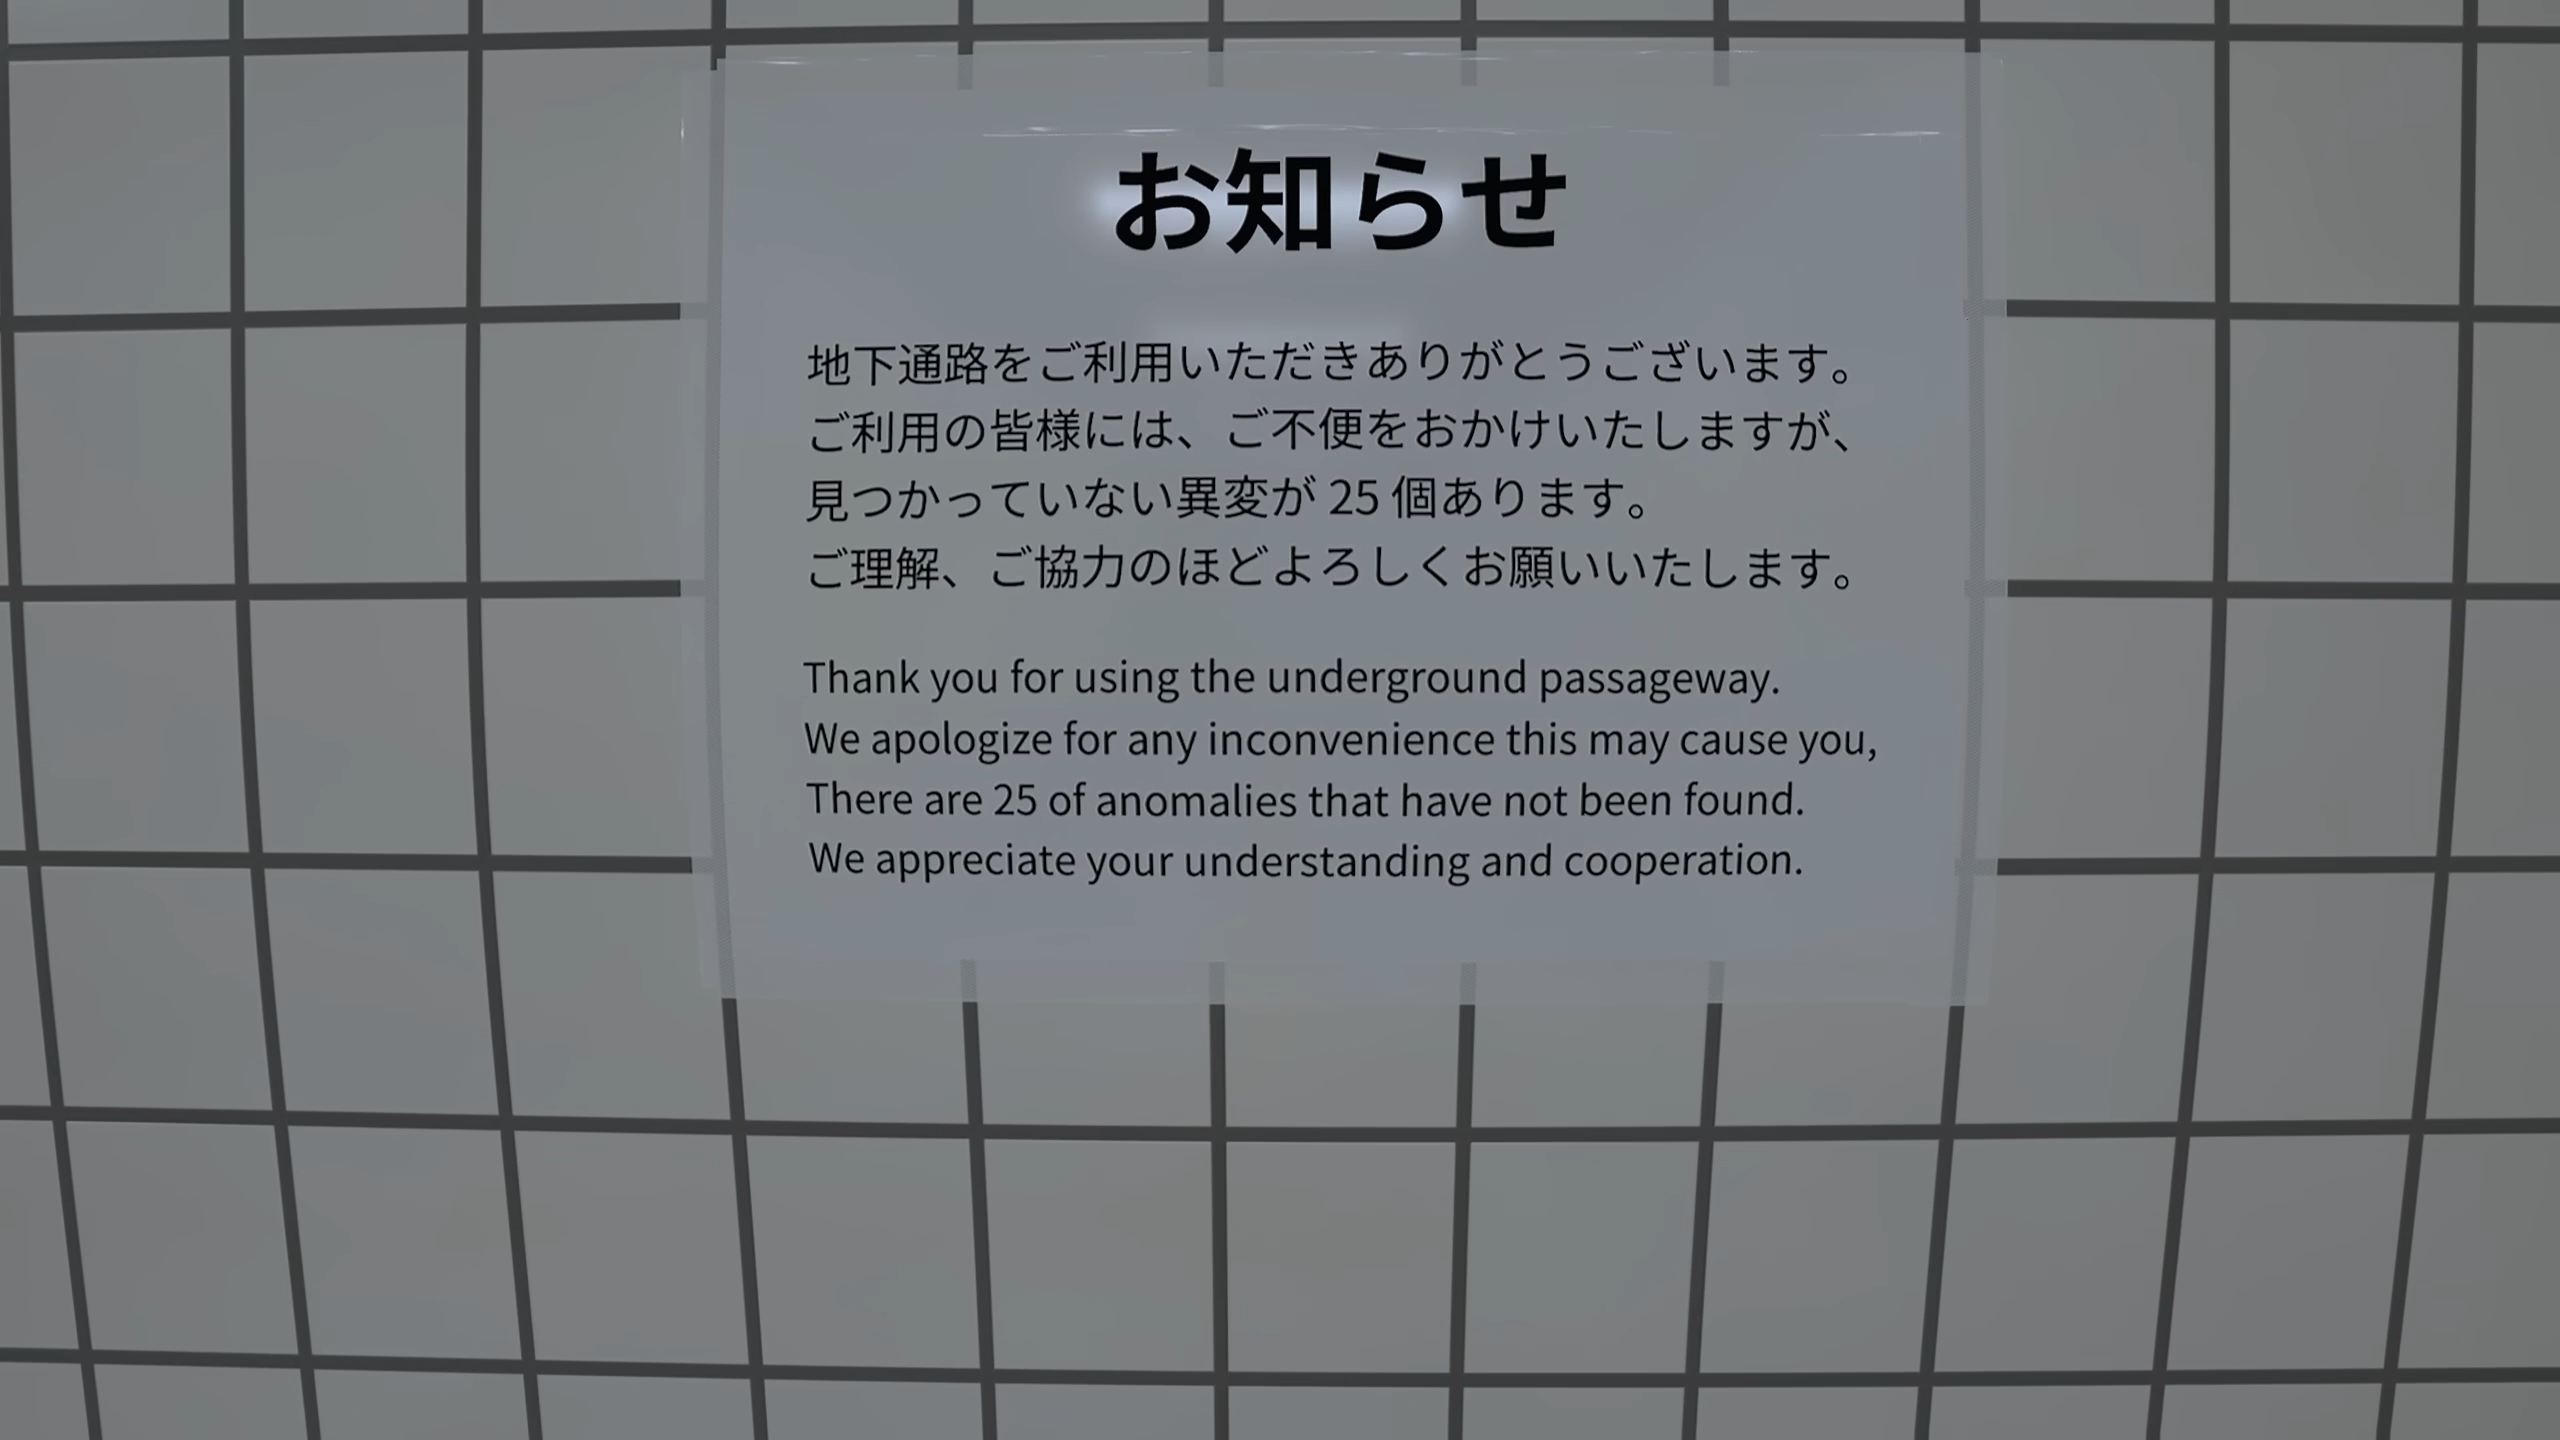 お知らせ
地下通路をご利用いただきありがとうございます。
ご利用の皆様には、ご不便をおかけいたしますが、
見つかっていない異変が 25 個あります。
ご理解、ご協力のほどよろしくお願いいたします。
Thank you for using the underground passageway.
We apologize for any inconvenience this may cause you,
There are 25 of anomalies that have not been found.
We appreciate your understanding and cooperation.